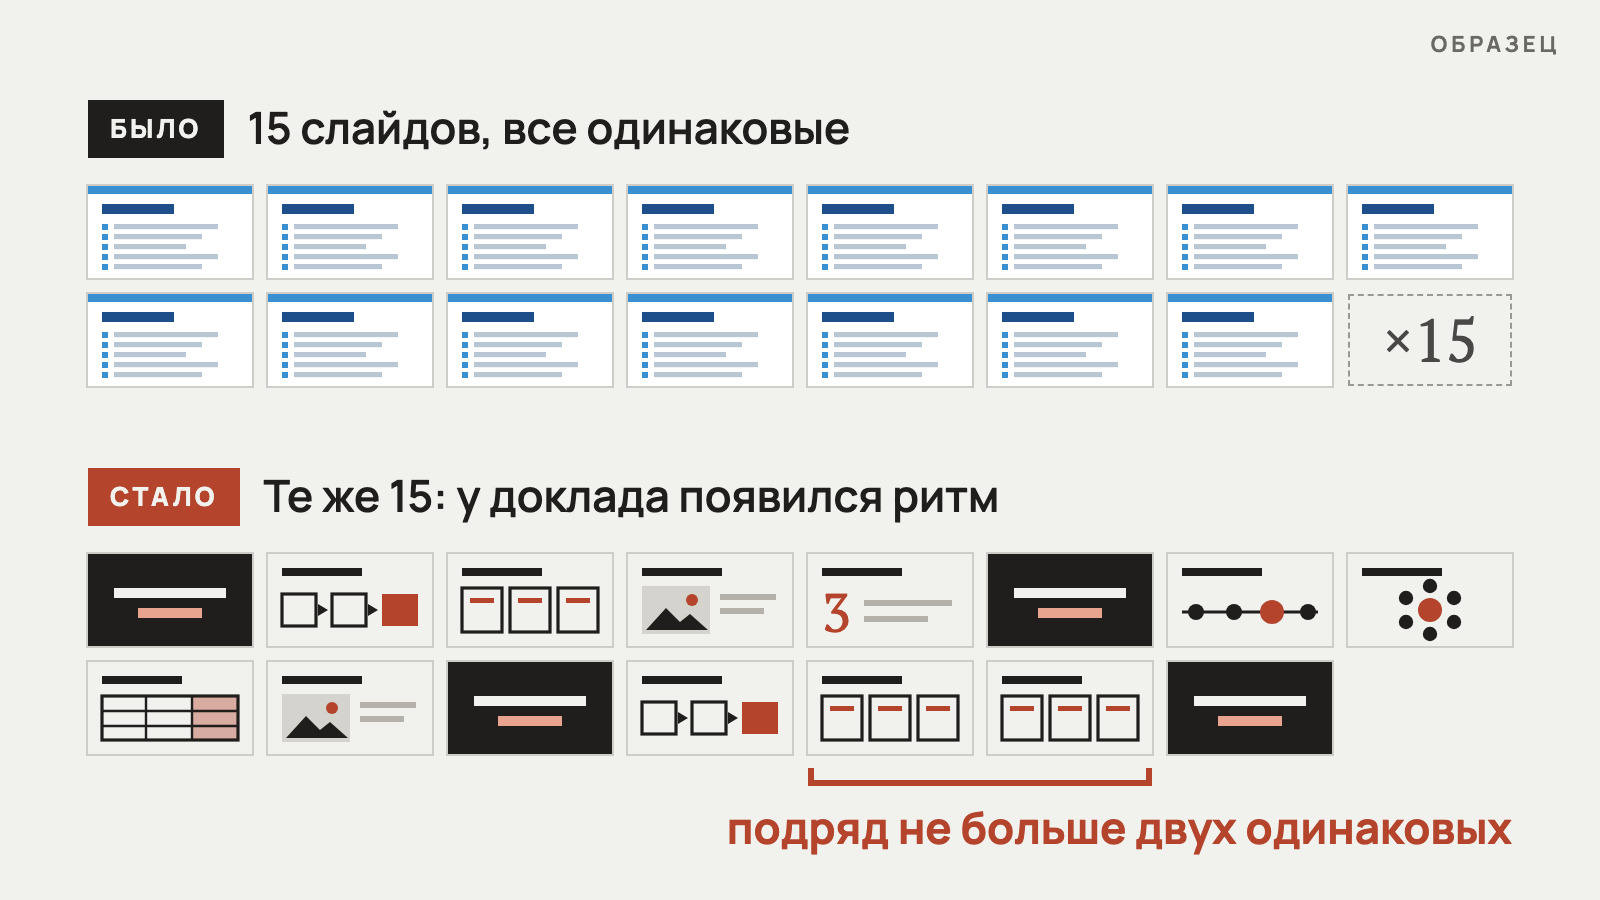 ОБРАЗЕЦ
БЫЛО
15 слайдов, все одинаковые
×15
СТАЛО
Те же 15: у доклада появился ритм
3
подряд не больше двух одинаковых